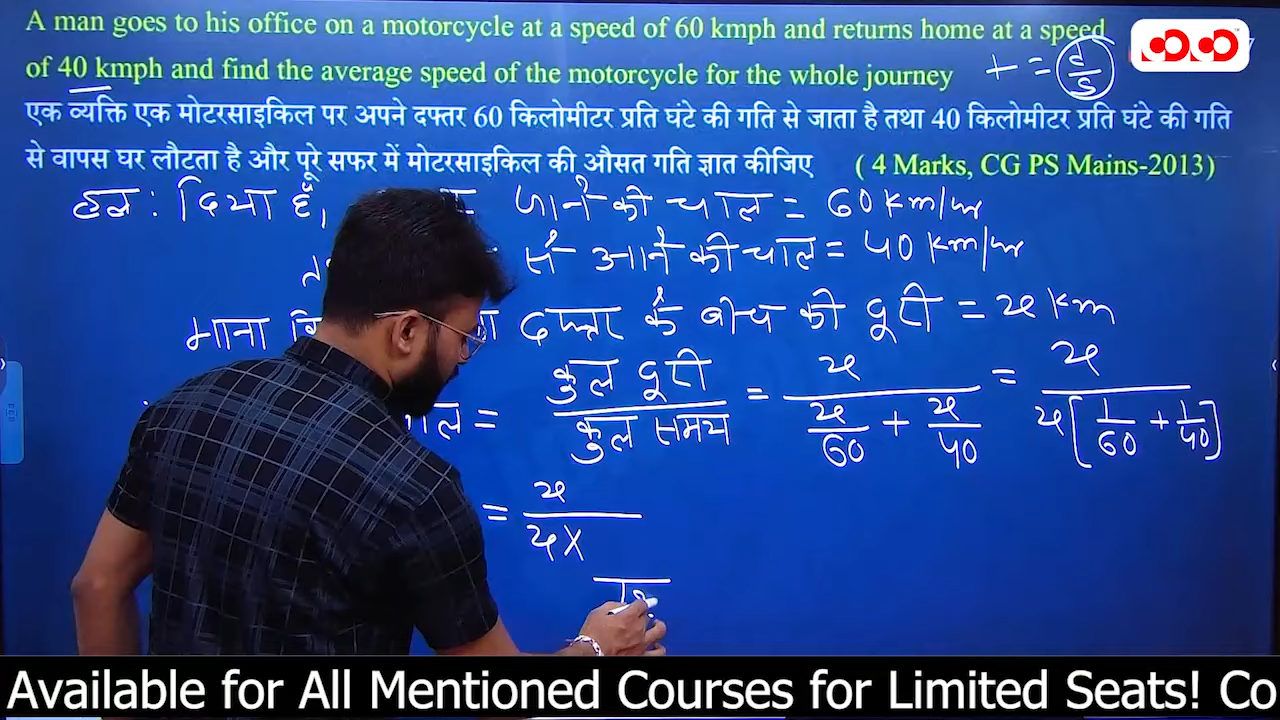 A man goes to his office on a motorcycle at a speed of 60 kmph and returns home at a speed
of 40 kmph and find the average speed of the motorcycle for the whole journey
t = d/s
एक व्यक्ति एक मोटरसाइकिल पर अपने दफ्तर 60 किलोमीटर प्रति घंटे की गति से जाता है तथा 40 किलोमीटर प्रति घंटे की गति
से वापस घर लौटता है और पूरे सफर में मोटरसाइकिल की औसत गति ज्ञात कीजिए ( 4 Marks, CG PS Mains-2013)
हल : दिया है, जाने की चाल = 60 km/hr
से आने की चाल = 40 km/hr
माना दफ्तर के बीच की दूरी = x km
= कुल दूरी / कुल समय = x / (x/60 + x/40) = x / x[1/60 + 1/40]
= x / x×
Available for All Mentioned Courses for Limited Seats! Co